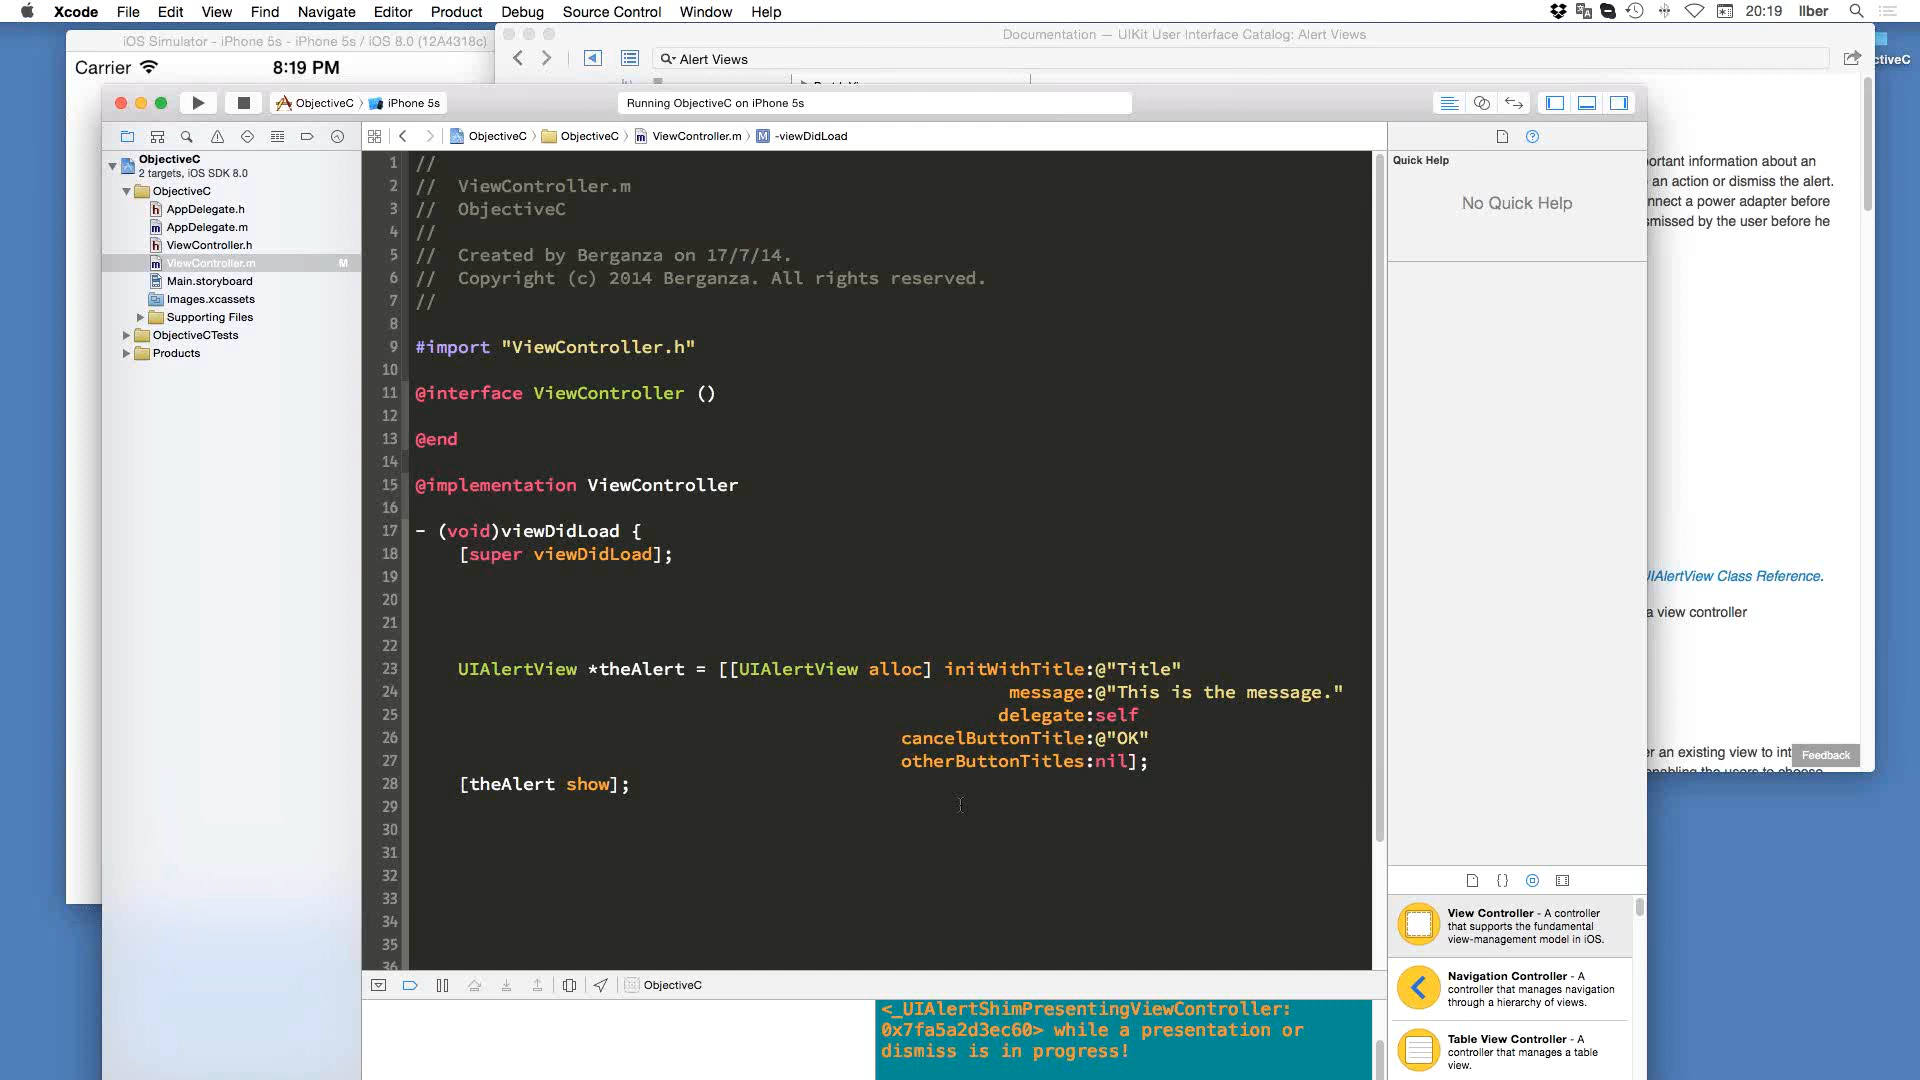 Xcode File Edit View Find Navigate Editor Product Debug Source Control Window Help 20:19 Ilber
iOS Simulator - iPhone 5s - iPhone 5s / iOS 8.0 (12A4318c)
Carrier 8:19 PM
Documentation — UIKit User Interface Catalog: Alert Views
Alert Views
ctiveC
ObjectiveC iPhone 5s
Running ObjectiveC on iPhone 5s
ObjectiveC ObjectiveC ViewController.m -viewDidLoad
ObjectiveC
2 targets, iOS SDK 8.0
ObjectiveC
AppDelegate.h
AppDelegate.m
ViewController.h
ViewController.m M
Main.storyboard
Images.xcassets
Supporting Files
ObjectiveCTests
Products
1 //
2 // ViewController.m
3 // ObjectiveC
4 //
5 // Created by Berganza on 17/7/14.
6 // Copyright (c) 2014 Berganza. All rights reserved.
7 //
8
9 #import "ViewController.h"
10
11 @interface ViewController ()
12
13 @end
14
15 @implementation ViewController
16
17 - (void)viewDidLoad {
18 [super viewDidLoad];
19
20
21
22
23 UIAlertView *theAlert = [[UIAlertView alloc] initWithTitle:@"Title"
24 message:@"This is the message."
25 delegate:self
26 cancelButtonTitle:@"OK"
27 otherButtonTitles:nil];
28 [theAlert show];
29
30
31
32
33
34
35
36
ObjectiveC
<_UIAlertShimPresentingViewController:
0x7fa5a2d3ec60> while a presentation or
dismiss is in progress!
Quick Help
No Quick Help
View Controller - A controller
that supports the fundamental
view-management model in iOS.
Navigation Controller - A
controller that manages navigation
through a hierarchy of views.
Table View Controller - A
controller that manages a table
view.
portant information about an
an action or dismiss the alert.
nnect a power adapter before
smissed by the user before he
UIAlertView Class Reference.
a view controller
er an existing view to int
Feedback
enabling the users to choose